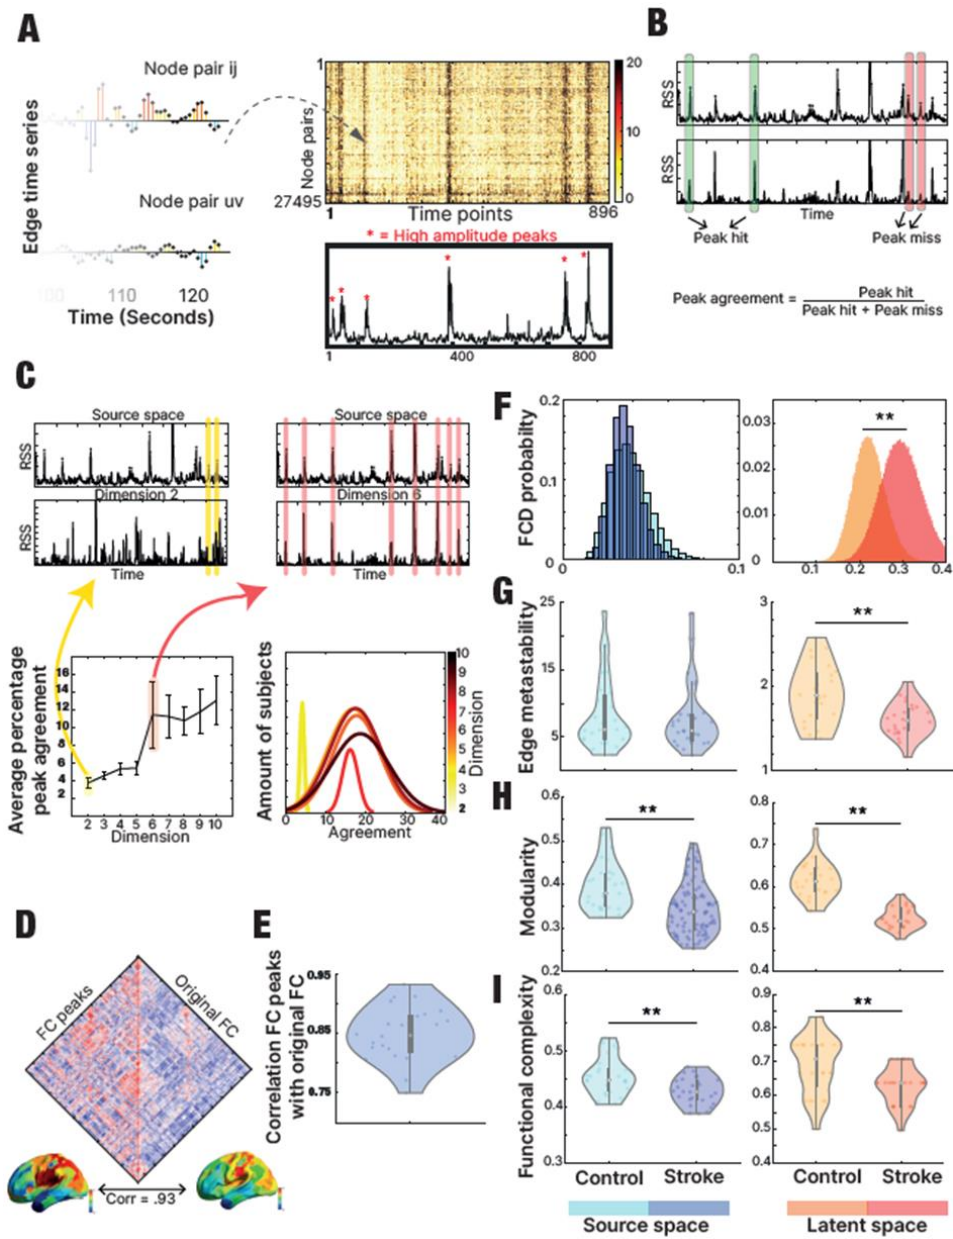 A
Node pair ij
Node pair uv
Edge time series
100
110
120
Time (Seconds)
1
Node pairs
27495
1
Time points
896
20
10
0
* = High amplitude peaks
* * * * * *
1
400
800
B
RSS
RSS
Time
Peak hit
Peak miss
Peak agreement = Peak hit
Peak hit + Peak miss
C
Source space
RSS
Dimension 2
RSS
Time
Source space
Dimension 6
Time
Average percentage
peak agreement
16
14
12
10
8
6
4
2
2 3 4 5 6 7 8 9 10
Dimension
Amount of subjects
0 10 20 30 40
Agreement
10
9
8
7
6
5
4
3
2
Dimension
D
FC peaks
Original FC
Corr = .93
E
Correlation FC peaks
with original FC
0.95
0.85
0.75
F
FCD probabilty
0.2
0.1
0
0
0.1
0.03
0.02
0.01
0
0.1 0.2 0.3 0.4
**
G
Edge metastability
25
15
5
3
2
1
**
H
Modularity
0.6
0.5
0.4
0.3
0.2
**
0.8
0.6
0.5
0.4
**
I
Functional complexity
0.6
0.5
0.4
0.3
**
0.9
0.8
0.7
0.6
0.5
0.4
**
Control Stroke
Source space
Control Stroke
Latent space